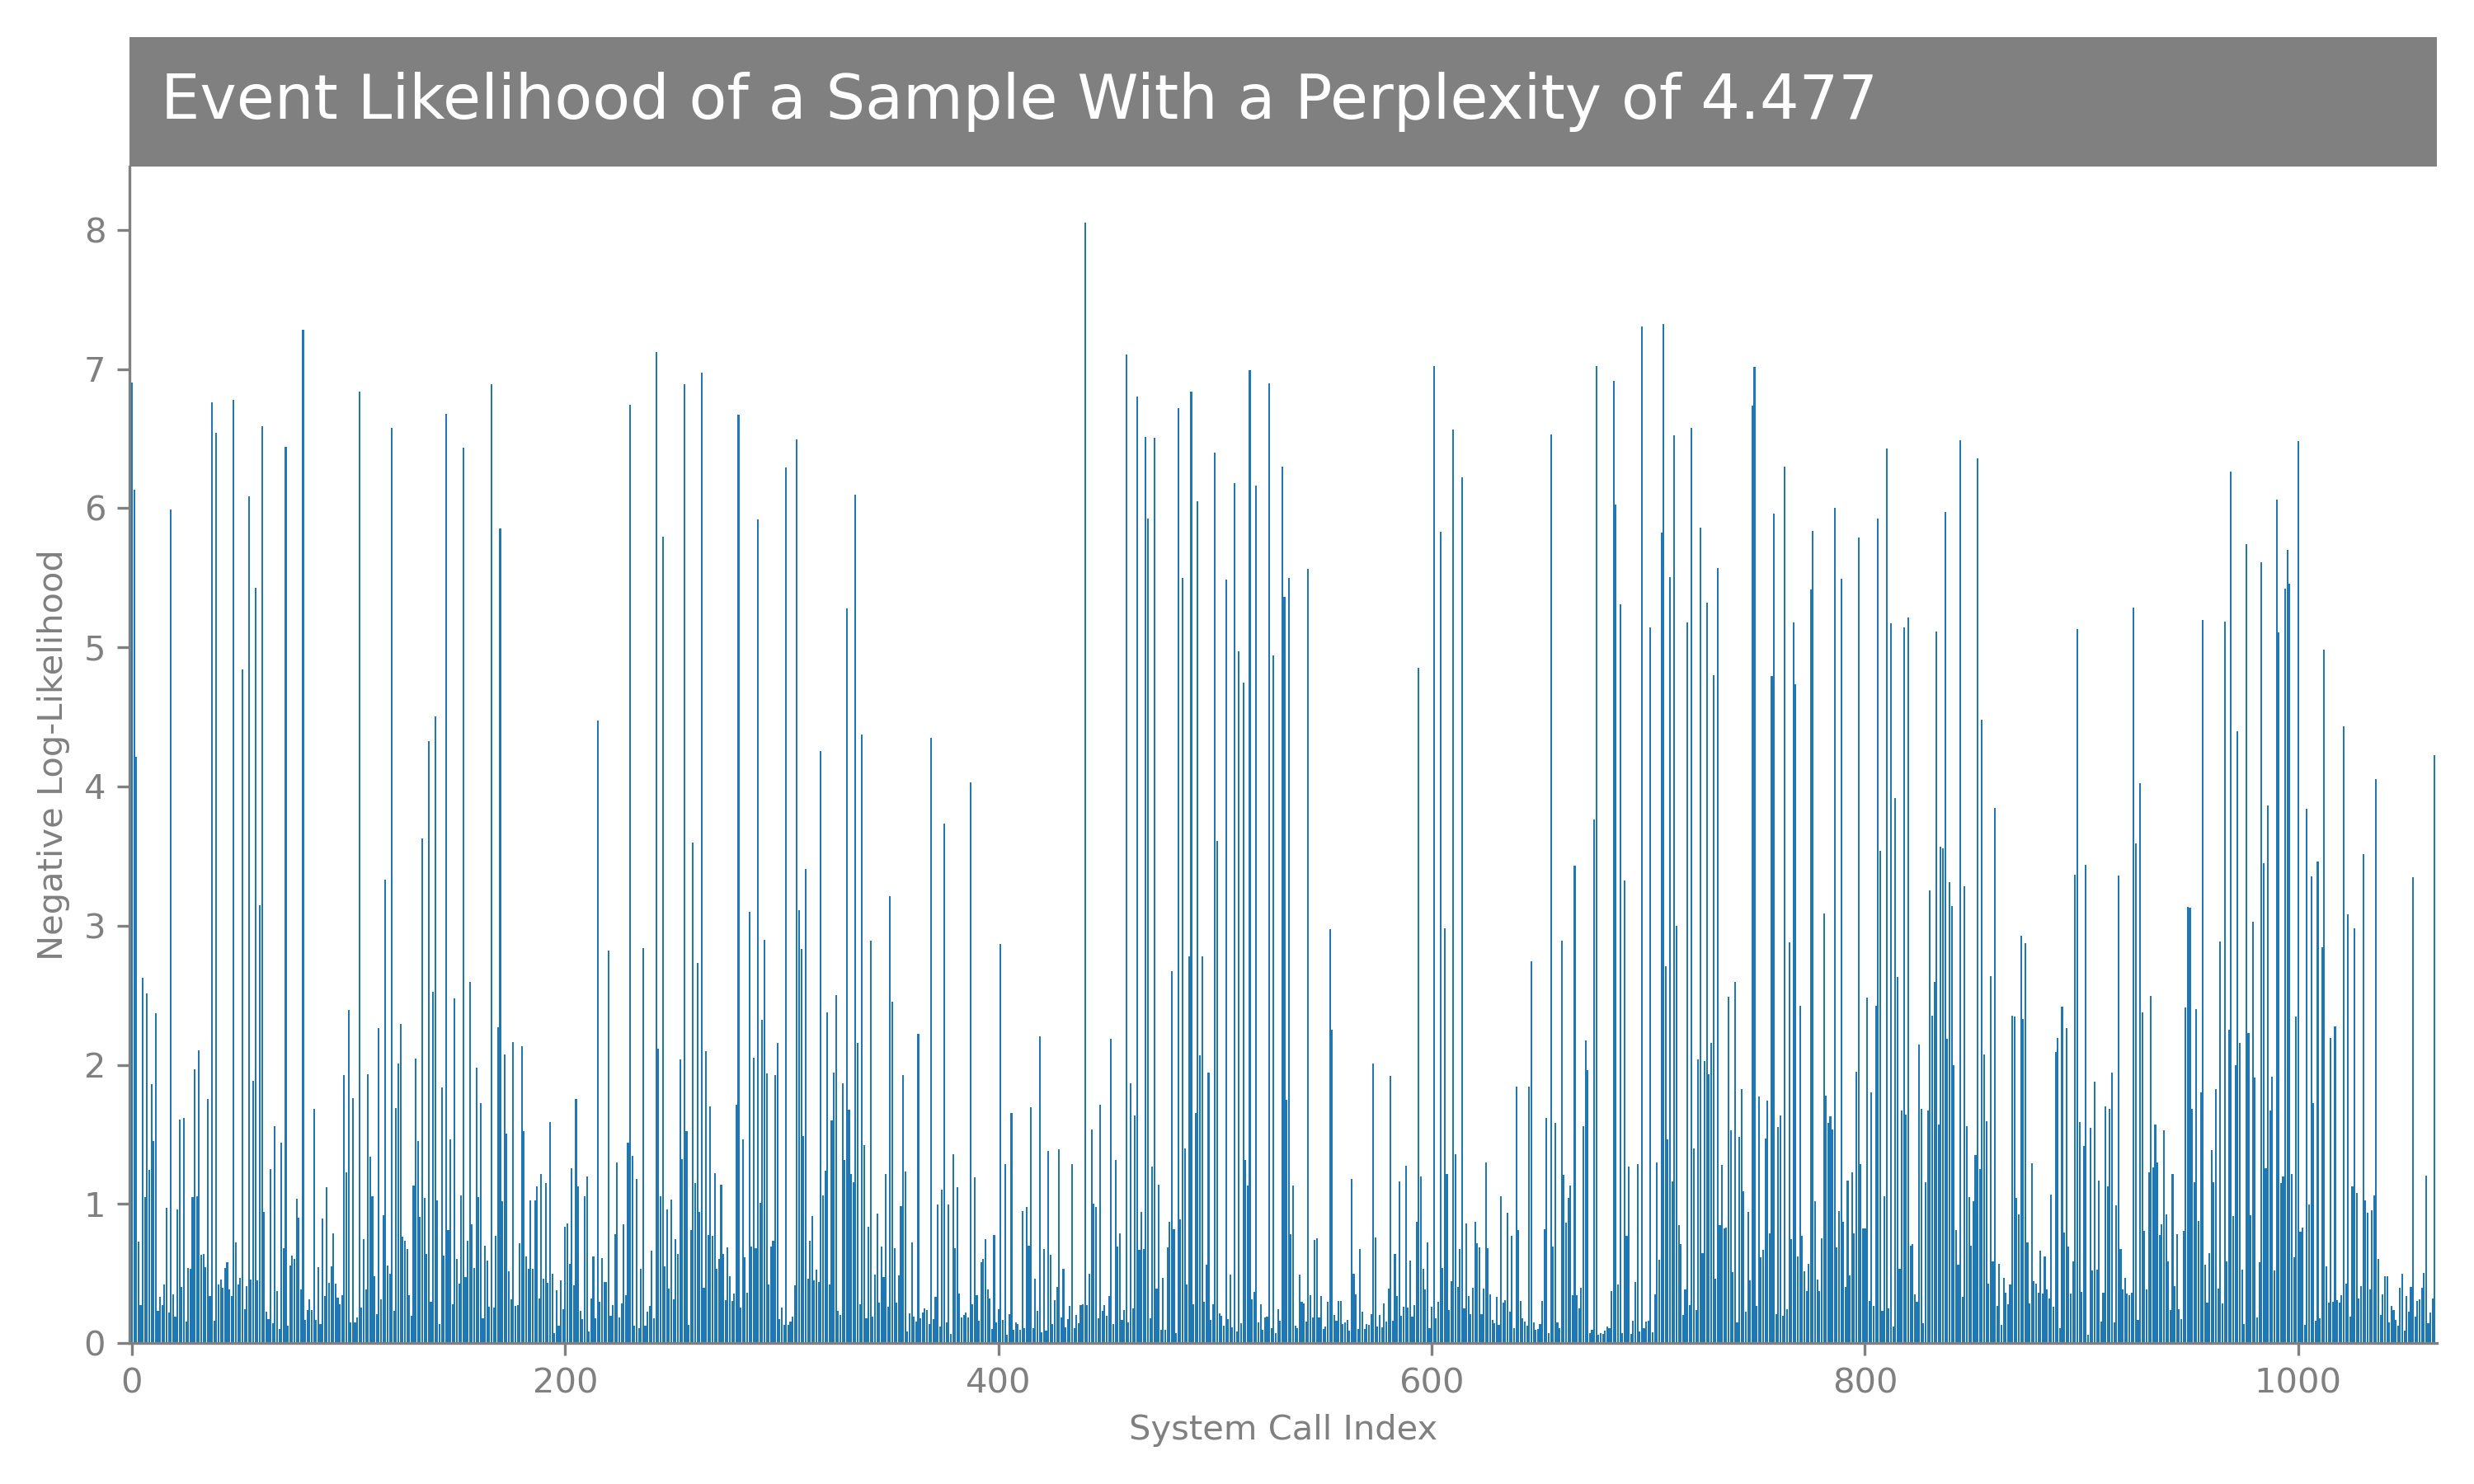 Event Likelihood of a Sample With a Perplexity of 4.477
8
7
6
5
4
3
2
1
0
Negative Log-Likelihood
0 200 400 600 800 1000
System Call Index